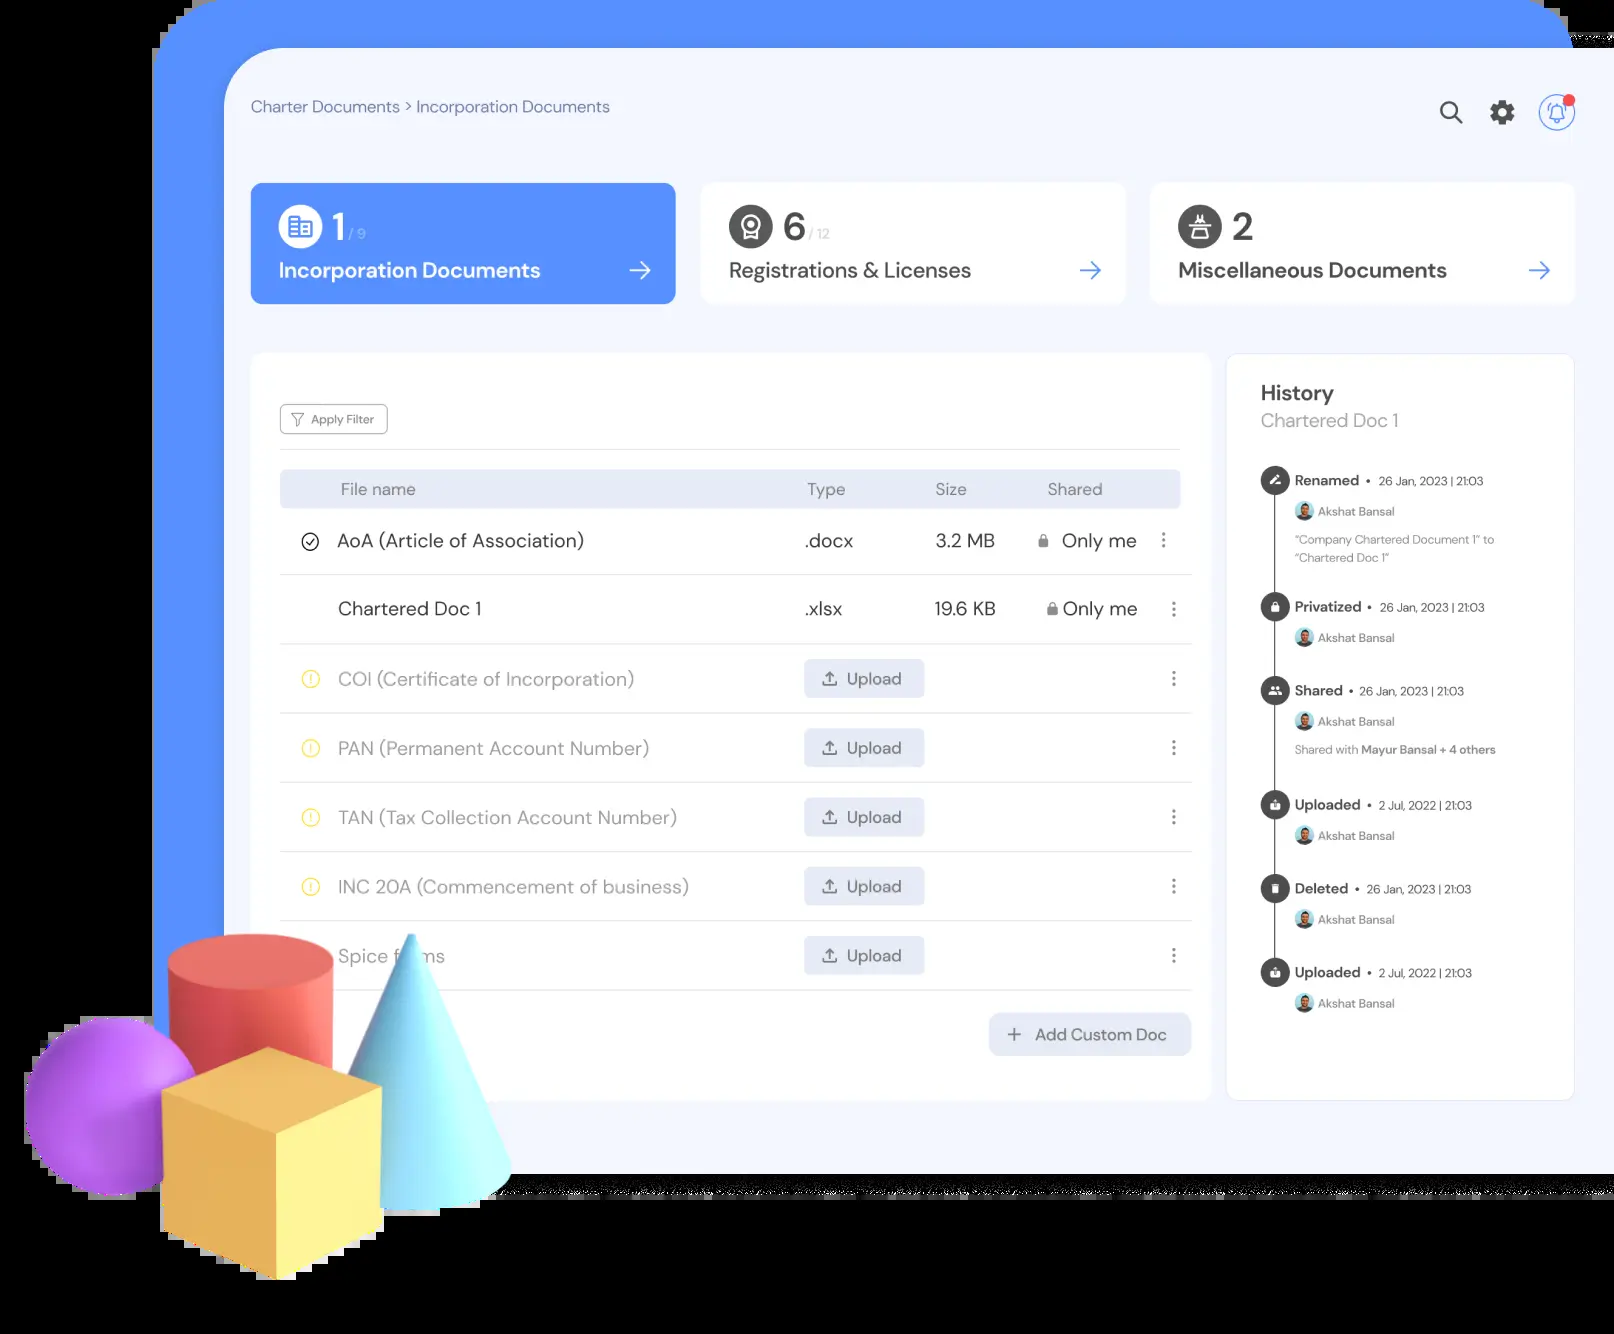 Charter Documents > Incorporation Documents
1 / 9
Incorporation Documents
6 / 12
Registrations & Licenses
2
Miscellaneous Documents
Apply Filter
File name Type Size Shared
AoA (Article of Association) .docx 3.2 MB Only me
Chartered Doc 1 .xlsx 19.6 KB Only me
COI (Certificate of Incorporation) Upload
PAN (Permanent Account Number) Upload
TAN (Tax Collection Account Number) Upload
INC 20A (Commencement of business) Upload
Spice Upload
+ Add Custom Doc
History
Chartered Doc 1
Renamed • 26 Jan, 2023 | 21:03
Akshat Bansal
“Company Chartered Document 1” to
“Chartered Doc 1”
Privatized • 26 Jan, 2023 | 21:03
Akshat Bansal
Shared • 26 Jan, 2023 | 21:03
Akshat Bansal
Shared with Mayur Bansal + 4 others
Uploaded • 2 Jul, 2022 | 21:03
Akshat Bansal
Deleted • 26 Jan, 2023 | 21:03
Akshat Bansal
Uploaded • 2 Jul, 2022 | 21:03
Akshat Bansal